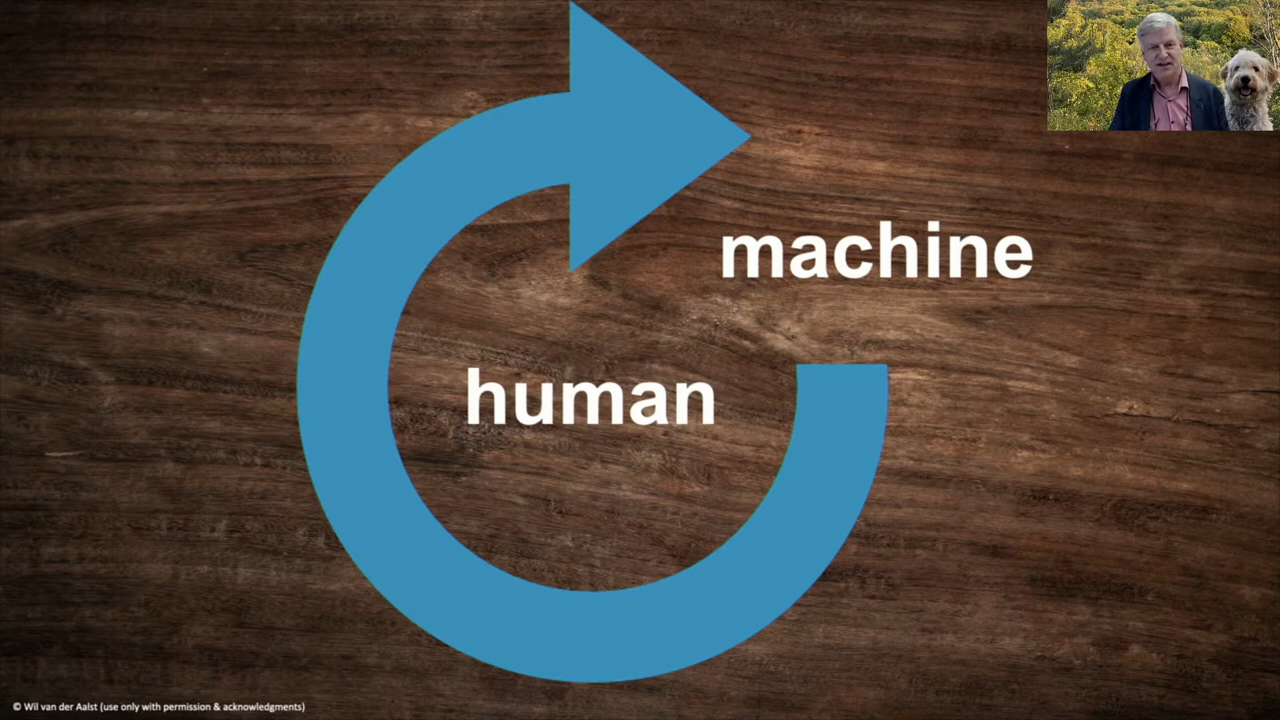 machine
human
© Wil van der Aalst (use only with permission & acknowledgments)